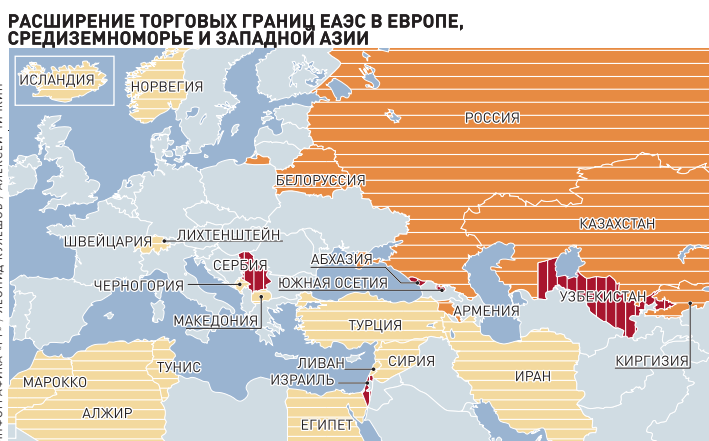 РАСШИРЕНИЕ ТОРГОВЫХ ГРАНИЦ ЕАЭС В ЕВРОПЕ,
СРЕДИЗЕМНОМОРЬЕ И ЗАПАДНОЙ АЗИИ
ИСЛАНДИЯ
НОРВЕГИЯ
РОССИЯ
БЕЛОРУССИЯ
КАЗАХСТАН
ШВЕЙЦАРИЯ
ЛИХТЕНШТЕЙН
СЕРБИЯ
АБХАЗИЯ
ЧЕРНОГОРИЯ
ЮЖНАЯ ОСЕТИЯ
УЗБЕКИСТАН
МАКЕДОНИЯ
ТУРЦИЯ
АРМЕНИЯ
ТУНИС
ЛИВАН
СИРИЯ
КИРГИЗИЯ
МАРОККО
ИЗРАИЛЬ
ИРАН
АЛЖИР
ЕГИПЕТ